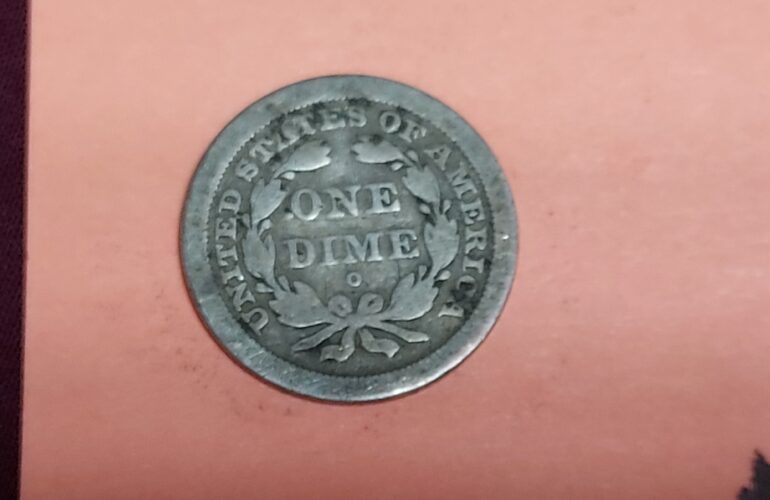 UNITED STATES OF AMERICA
ONE
DIME
O